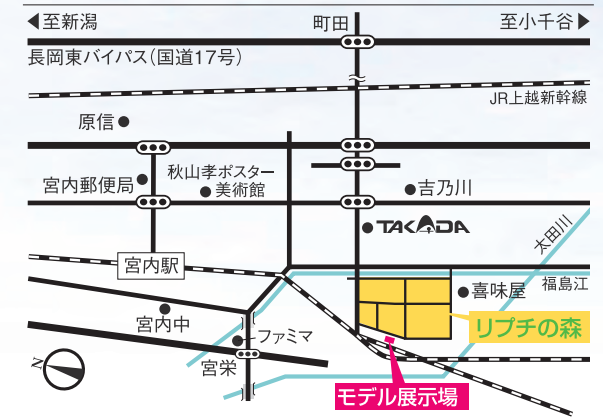 ◀至新潟
町田
至小千谷▶
長岡東バイパス(国道17号)
JR上越新幹線
原信
宮内郵便局
秋山孝ポスター
美術館
吉乃川
TAKADA
太田川
宮内駅
福島江
喜味屋
宮内中
ファミマ
リプチの森
宮栄
N
モデル展示場